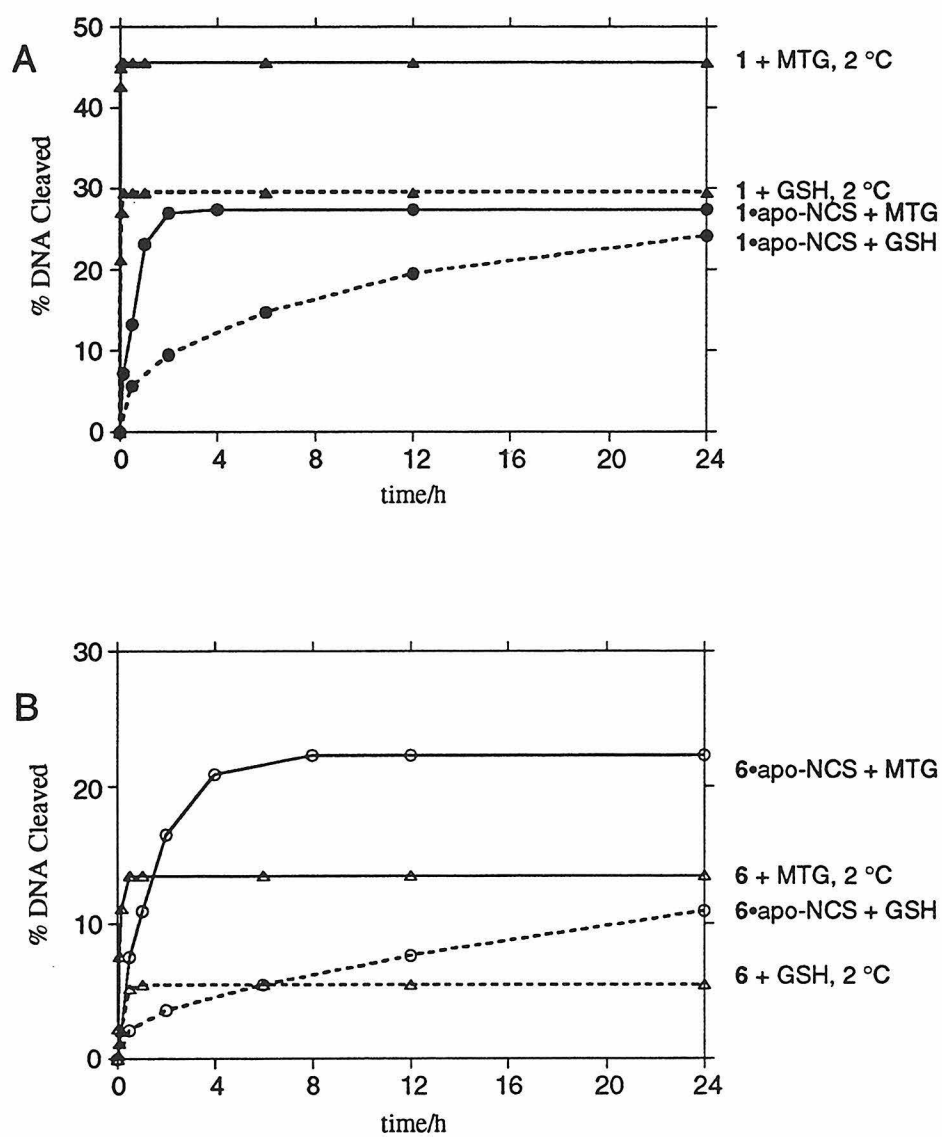 A
% DNA Cleaved
50
40
30
20
10
0
0 4 8 12 16 20 24
time/h
1 + MTG, 2 °C
1 + GSH, 2 °C
1•apo-NCS + MTG
1•apo-NCS + GSH
B
% DNA Cleaved
30
20
10
0
0 4 8 12 16 20 24
time/h
6•apo-NCS + MTG
6 + MTG, 2 °C
6•apo-NCS + GSH
6 + GSH, 2 °C